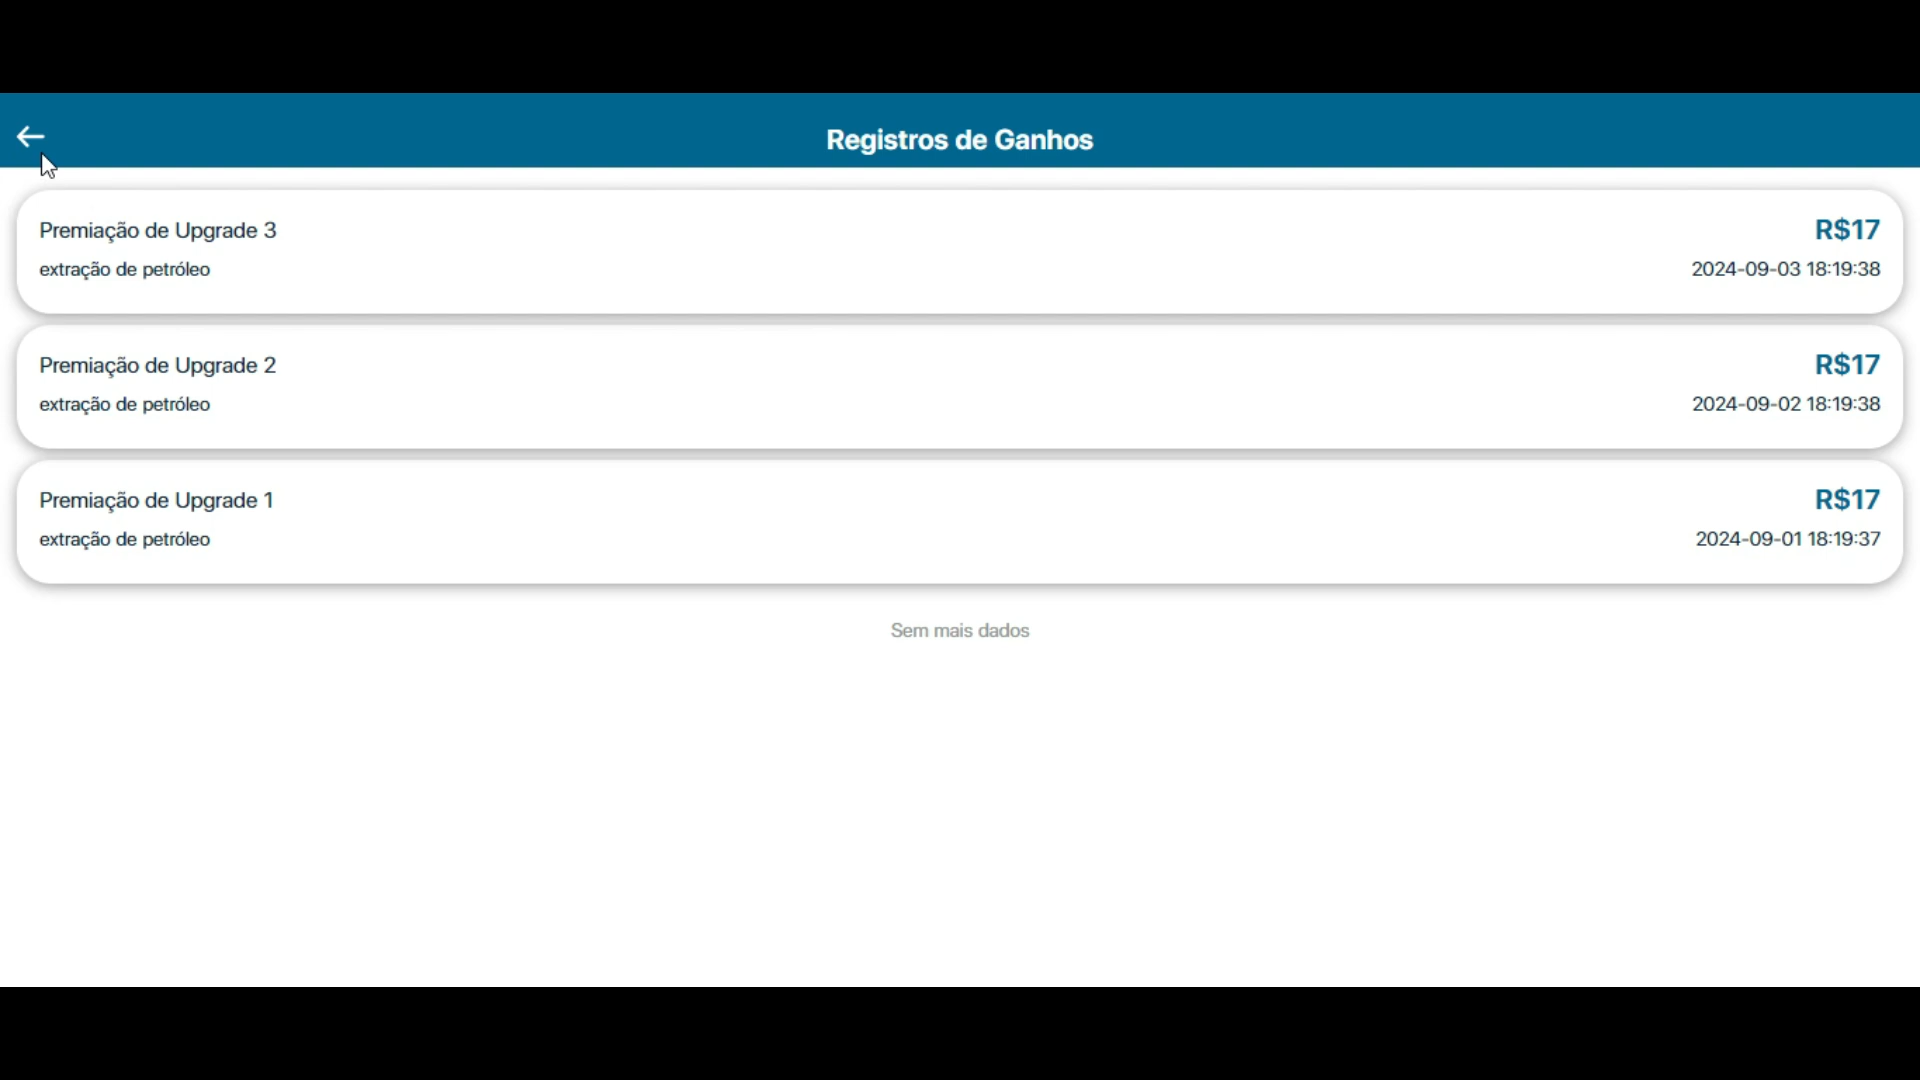 Registros de Ganhos
Premiação de Upgrade 3
R$17
extração de petróleo
2024-09-03 18:19:38
Premiação de Upgrade 2
R$17
extração de petróleo
2024-09-02 18:19:38
Premiação de Upgrade 1
R$17
extração de petróleo
2024-09-01 18:19:37
Sem mais dados